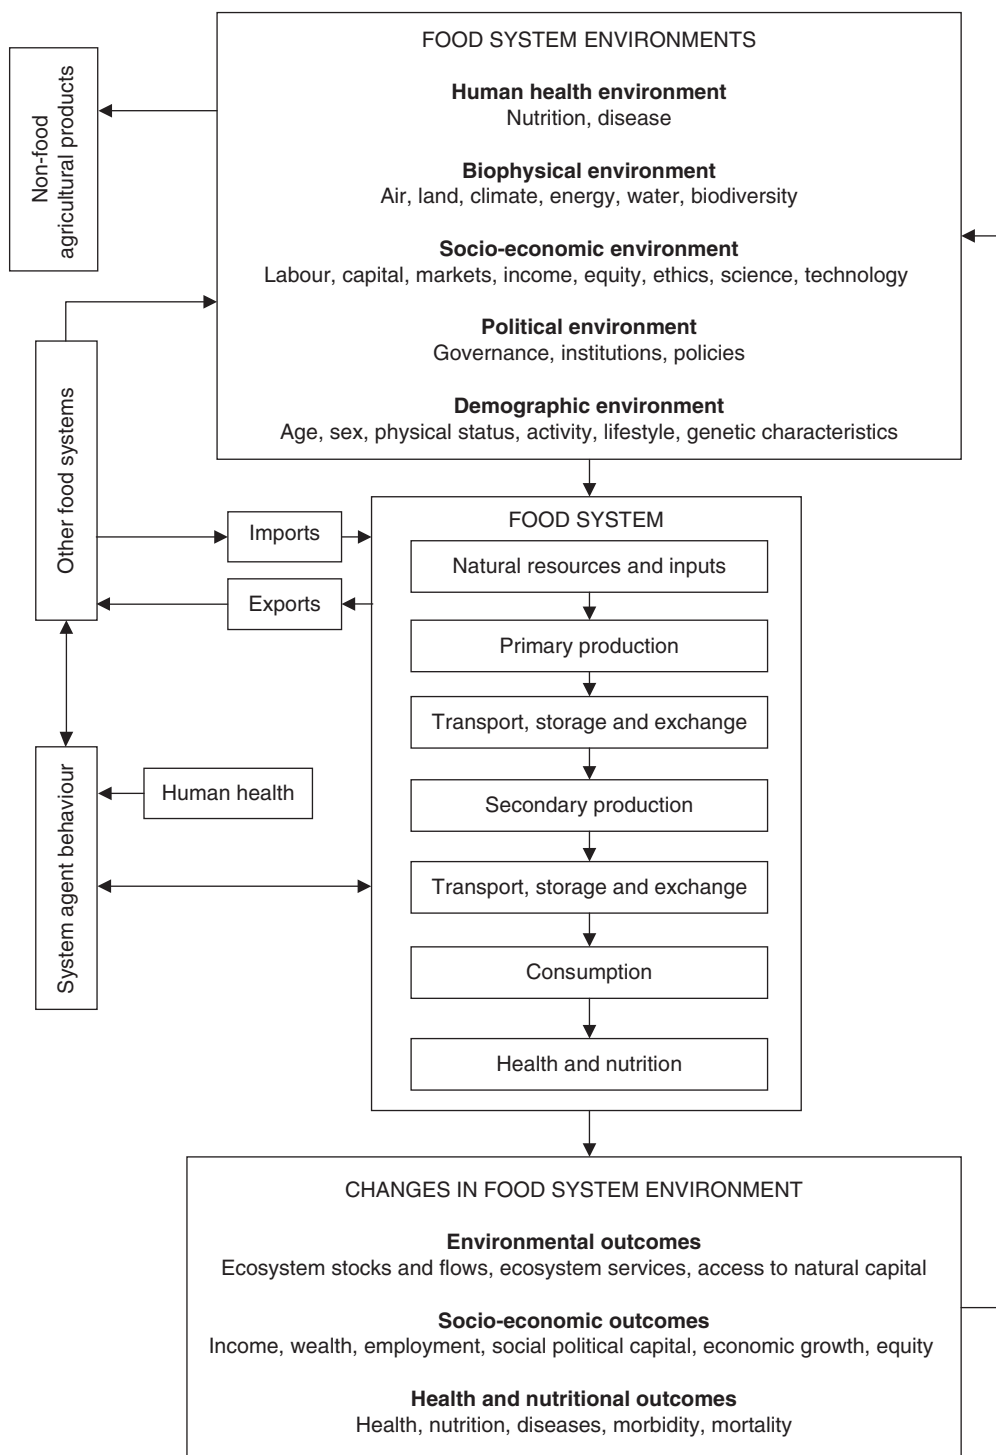 FOOD SYSTEM ENVIRONMENTS
Human health environment
Nutrition, disease
Biophysical environment
Air, land, climate, energy, water, biodiversity
Socio-economic environment
Labour, capital, markets, income, equity, ethics, science, technology
Political environment
Governance, institutions, policies
Demographic environment
Age, sex, physical status, activity, lifestyle, genetic characteristics
Non-food
agricultural products
Other food systems
Imports
Exports
System agent behaviour
Human health
FOOD SYSTEM
Natural resources and inputs
Primary production
Transport, storage and exchange
Secondary production
Transport, storage and exchange
Consumption
Health and nutrition
CHANGES IN FOOD SYSTEM ENVIRONMENT
Environmental outcomes
Ecosystem stocks and flows, ecosystem services, access to natural capital
Socio-economic outcomes
Income, wealth, employment, social political capital, economic growth, equity
Health and nutritional outcomes
Health, nutrition, diseases, morbidity, mortality